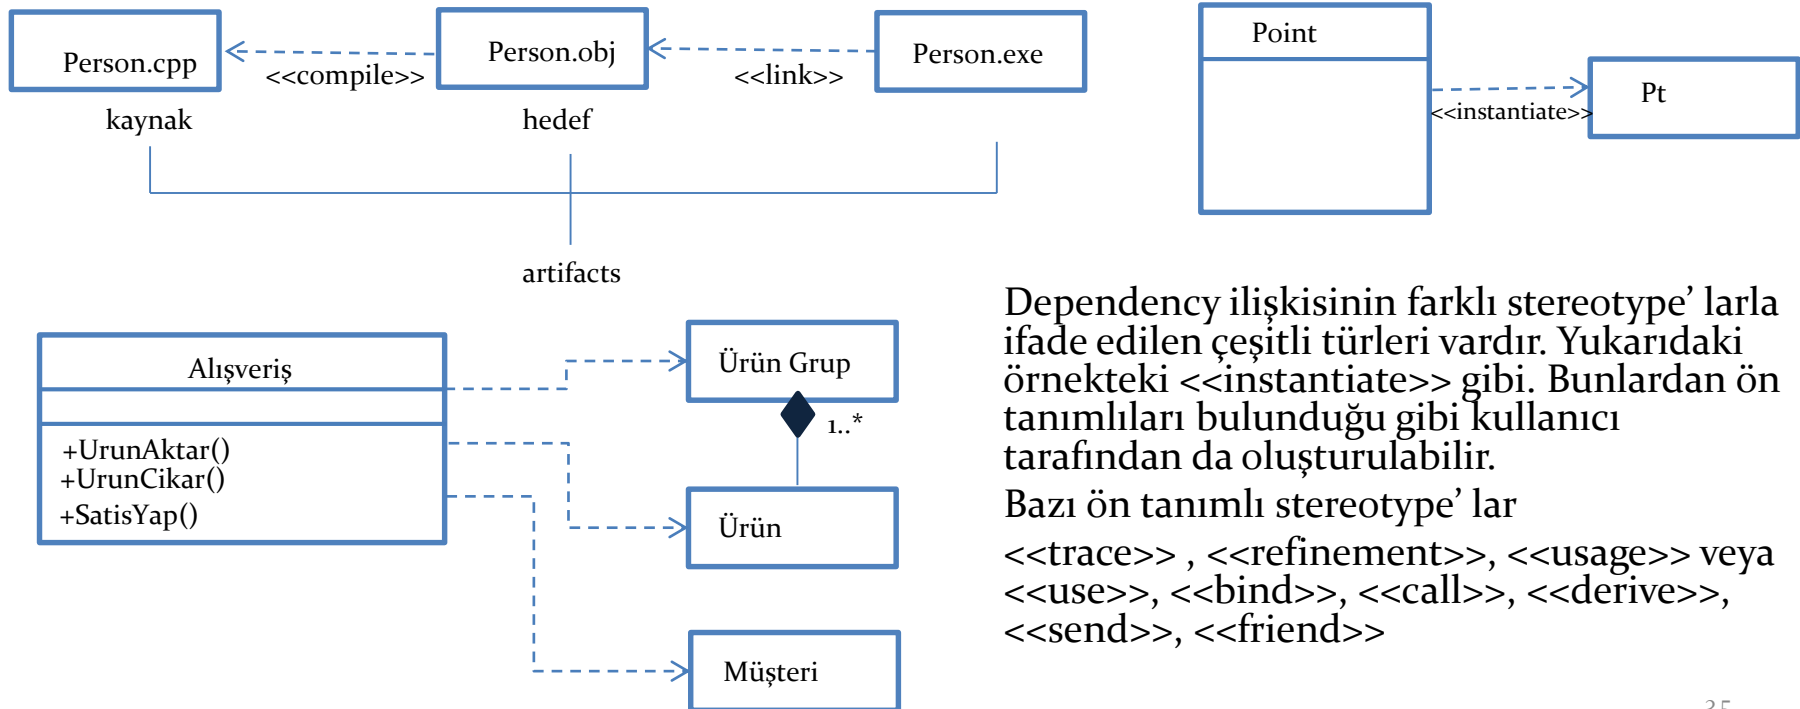 Person.cpp
<<compile>>
Person.obj
<<link>>
Person.exe
kaynak
hedef
artifacts
Point
<<instantiate>>
Pt
Alışveriş
+UrunAktar()
+UrunCikar()
+SatisYap()
Ürün Grup
1..*
Ürün
Müşteri
Dependency ilişkisinin farklı stereotype’ larla
ifade edilen çeşitli türleri vardır. Yukarıdaki
örnekteki <<instantiate>> gibi. Bunlardan ön
tanımlıları bulunduğu gibi kullanıcı
tarafından da oluşturulabilir.
Bazı ön tanımlı stereotype’ lar
<<trace>> , <<refinement>>, <<usage>> veya
<<use>>, <<bind>>, <<call>>, <<derive>>,
<<send>>, <<friend>>